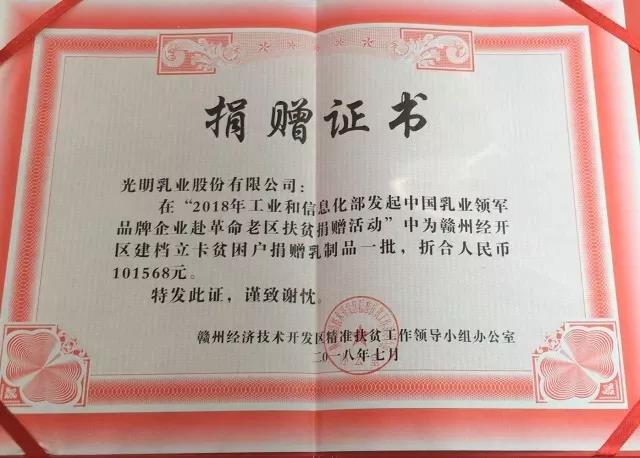 捐赠证书
光明乳业股份有限公司：
在“2018年工业和信息化部发起中国乳业领军
品牌企业赴革命老区扶贫捐赠活动”中为赣州经开
区建档立卡贫困户捐赠乳制品一批，折合人民币
101568元。
特发此证，谨致谢忱。
赣州经济技术开发区精准扶贫工作领导小组办公室
二〇一八年七月